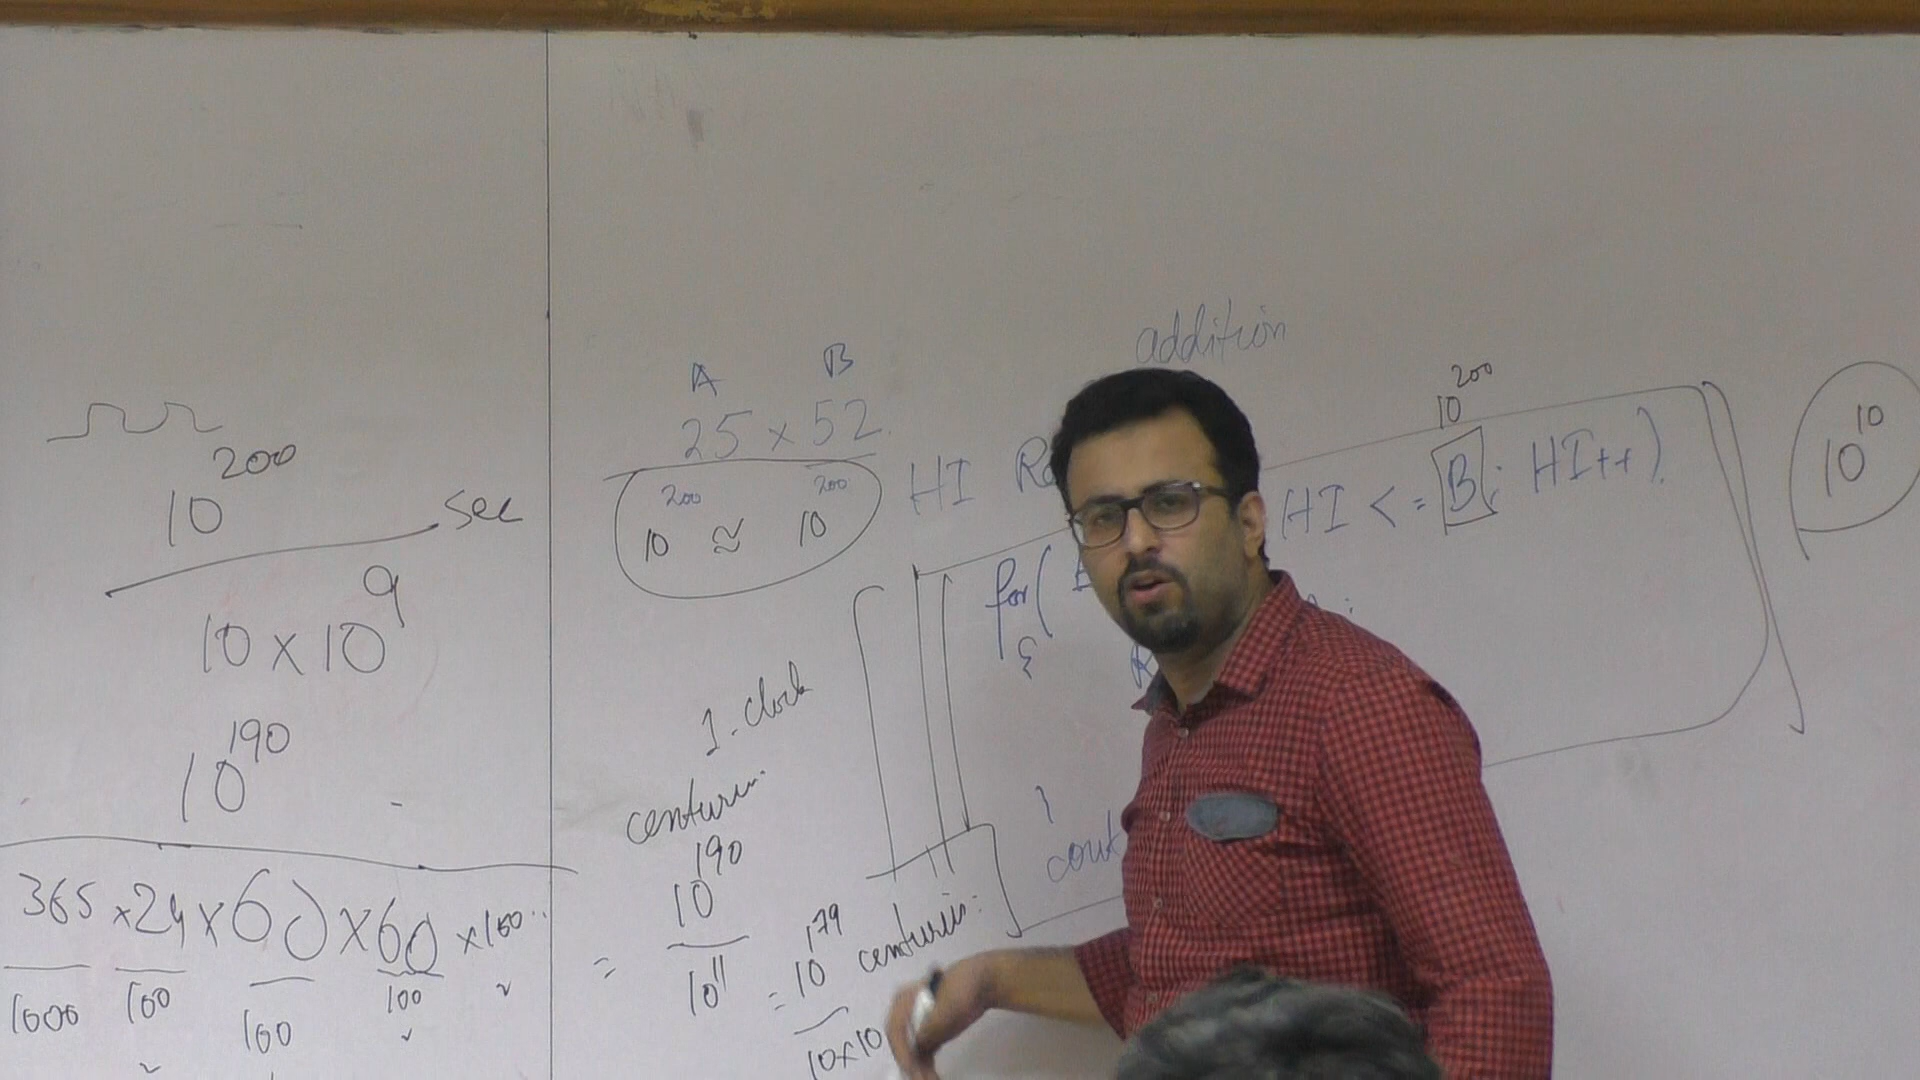 10^200
sec
10 x 10^9
10^190
365 x 24 x 60 x 60 x 100..
1000 100 100 100
A B
25 x 52
10^200 ≅ 10^200
1. Clock
10^190
= 10^11
= 10^179
10x10
addition
10^200
HI
HI <= B; HI++)
for(
{
cout
10^10